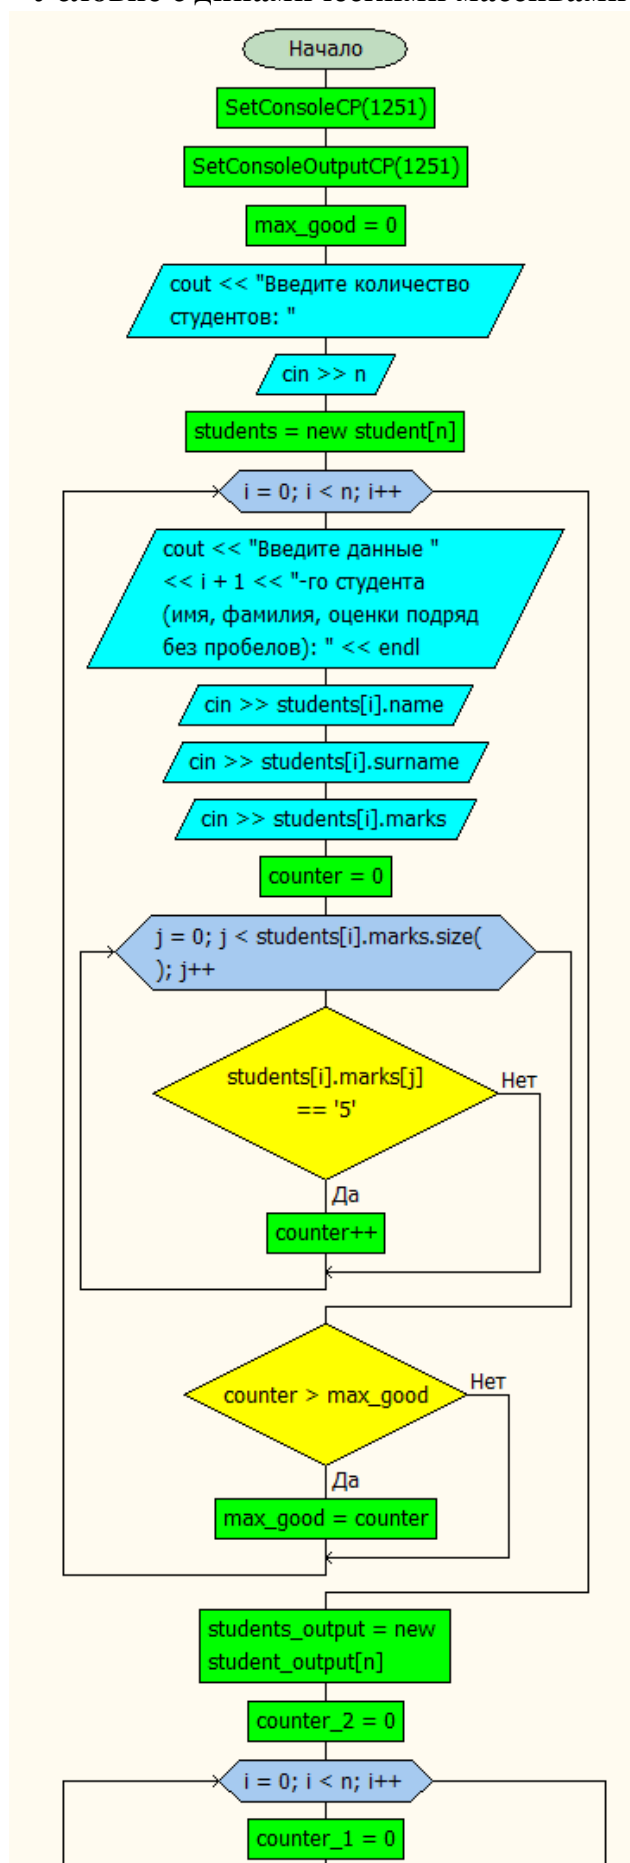 с динамическими массивами
Начало
SetConsoleCP(1251)
SetConsoleOutputCP(1251)
max_good = 0
cout << "Введите количество
студентов: "
cin >> n
students = new student[n]
i = 0; i < n; i++
cout << "Введите данные "
<< i + 1 << "-го студента
(имя, фамилия, оценки подряд
без пробелов): " << endl
cin >> students[i].name
cin >> students[i].surname
cin >> students[i].marks
counter = 0
j = 0; j < students[i].marks.size(
); j++
students[i].marks[j]
== '5'
Нет
Да
counter++
counter > max_good
Нет
Да
max_good = counter
students_output = new
student_output[n]
counter_2 = 0
i = 0; i < n; i++
counter_1 = 0